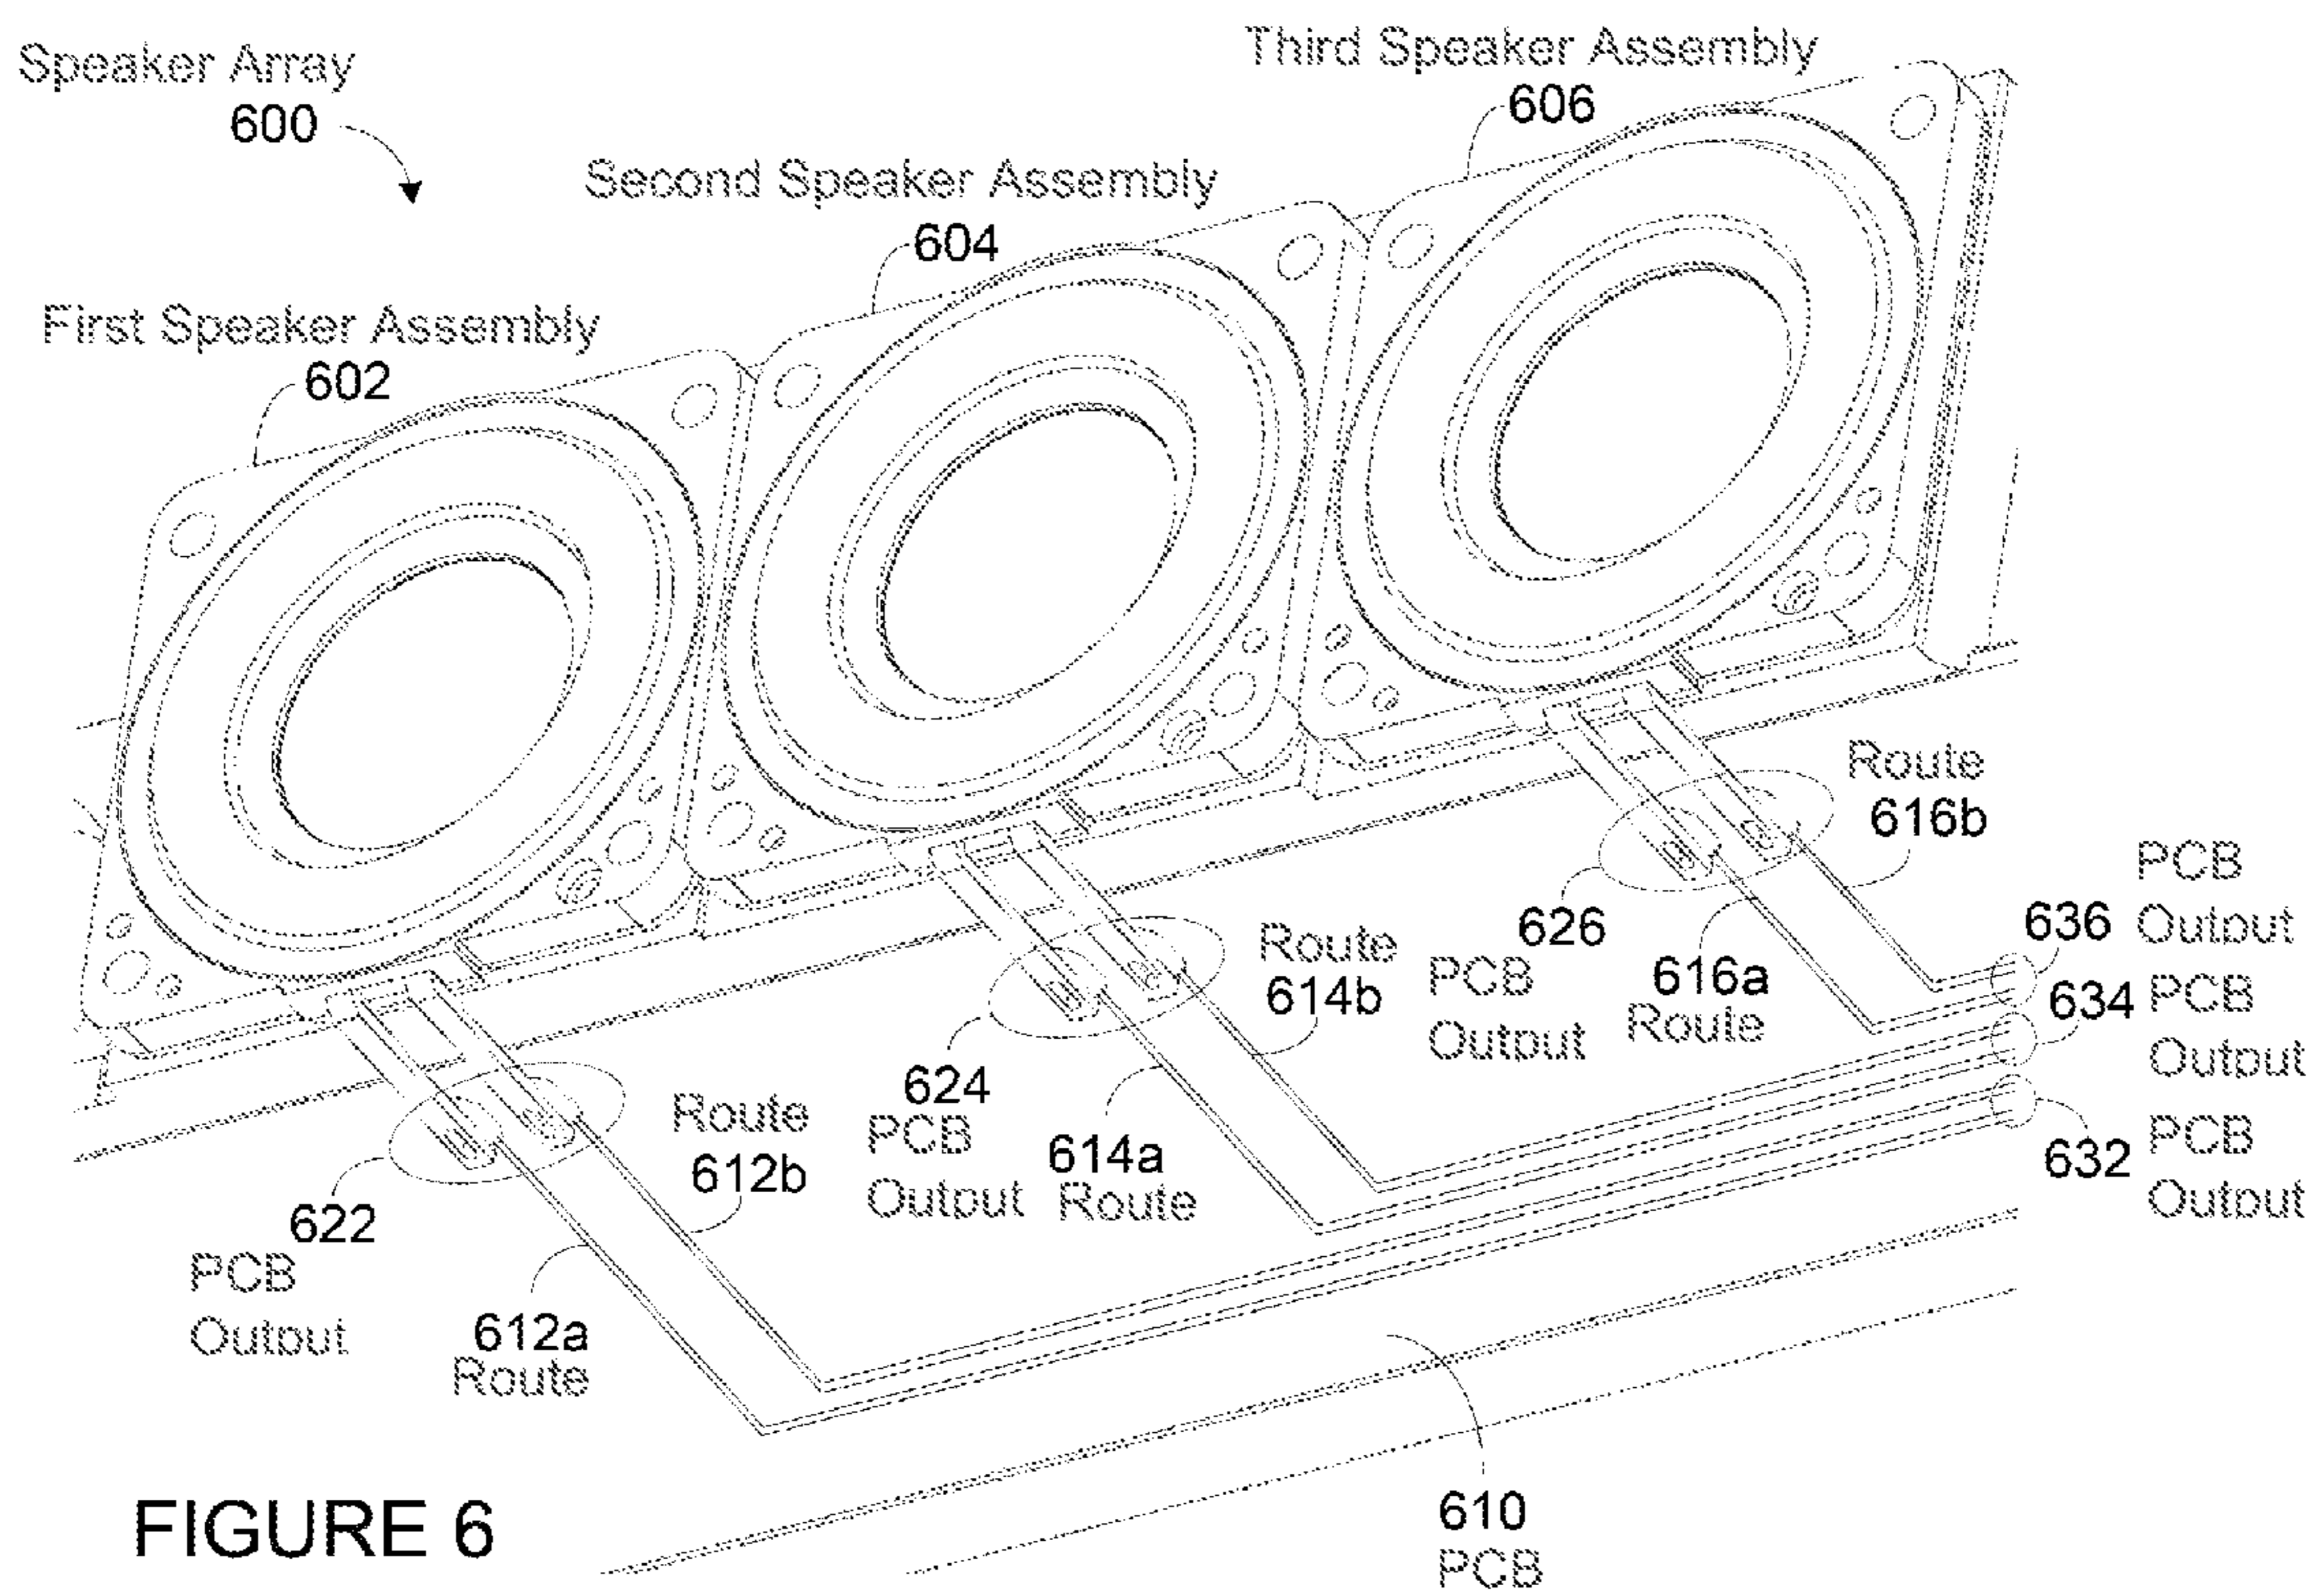 Speaker Array
600
Third Speaker Assembly
606
Second Speaker Assembly
604
First Speaker Assembly
602
Route
616b
PCB
Output
636
626
PCB
Output
616a
Route
634
PCB
Output
Route
614b
624
PCB
Output
614a
Route
632
PCB
Output
Route
612b
622
PCB
Output
612a
Route
610
PCB
FIGURE 6